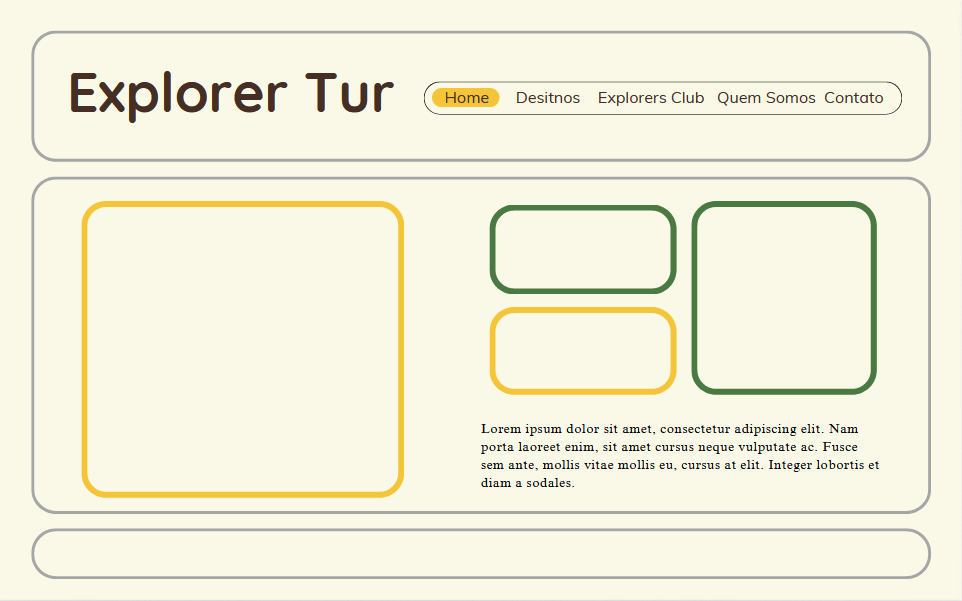 Explorer Tur
Home Desitnos Explorers Club Quem Somos Contato
Lorem ipsum dolor sit amet, consectetur adipiscing elit. Nam
porta laoreet enim, sit amet cursus neque vulputate ac. Fusce
sem ante, mollis vitae mollis eu, cursus at elit. Integer lobortis et
diam a sodales.